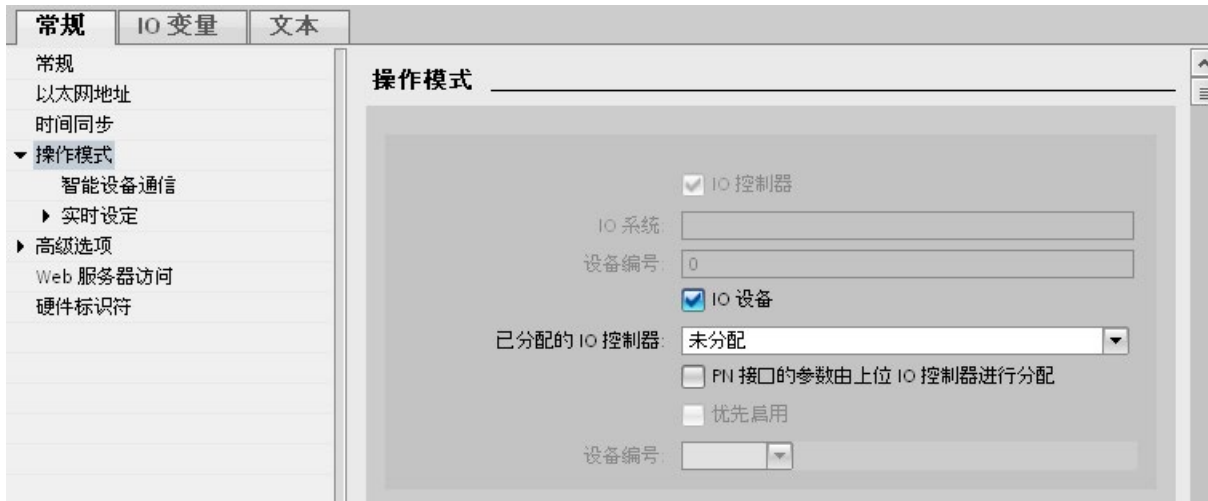 常规 IO 变量 文本
常规
以太网地址
时间同步
操作模式
智能设备通信
实时设定
高级选项
Web 服务器访问
硬件标识符
操作模式
IO 控制器
IO 系统:
设备编号: 0
IO 设备
已分配的 IO 控制器: 未分配
PN 接口的参数由上位 IO 控制器进行分配
优先启用
设备编号: